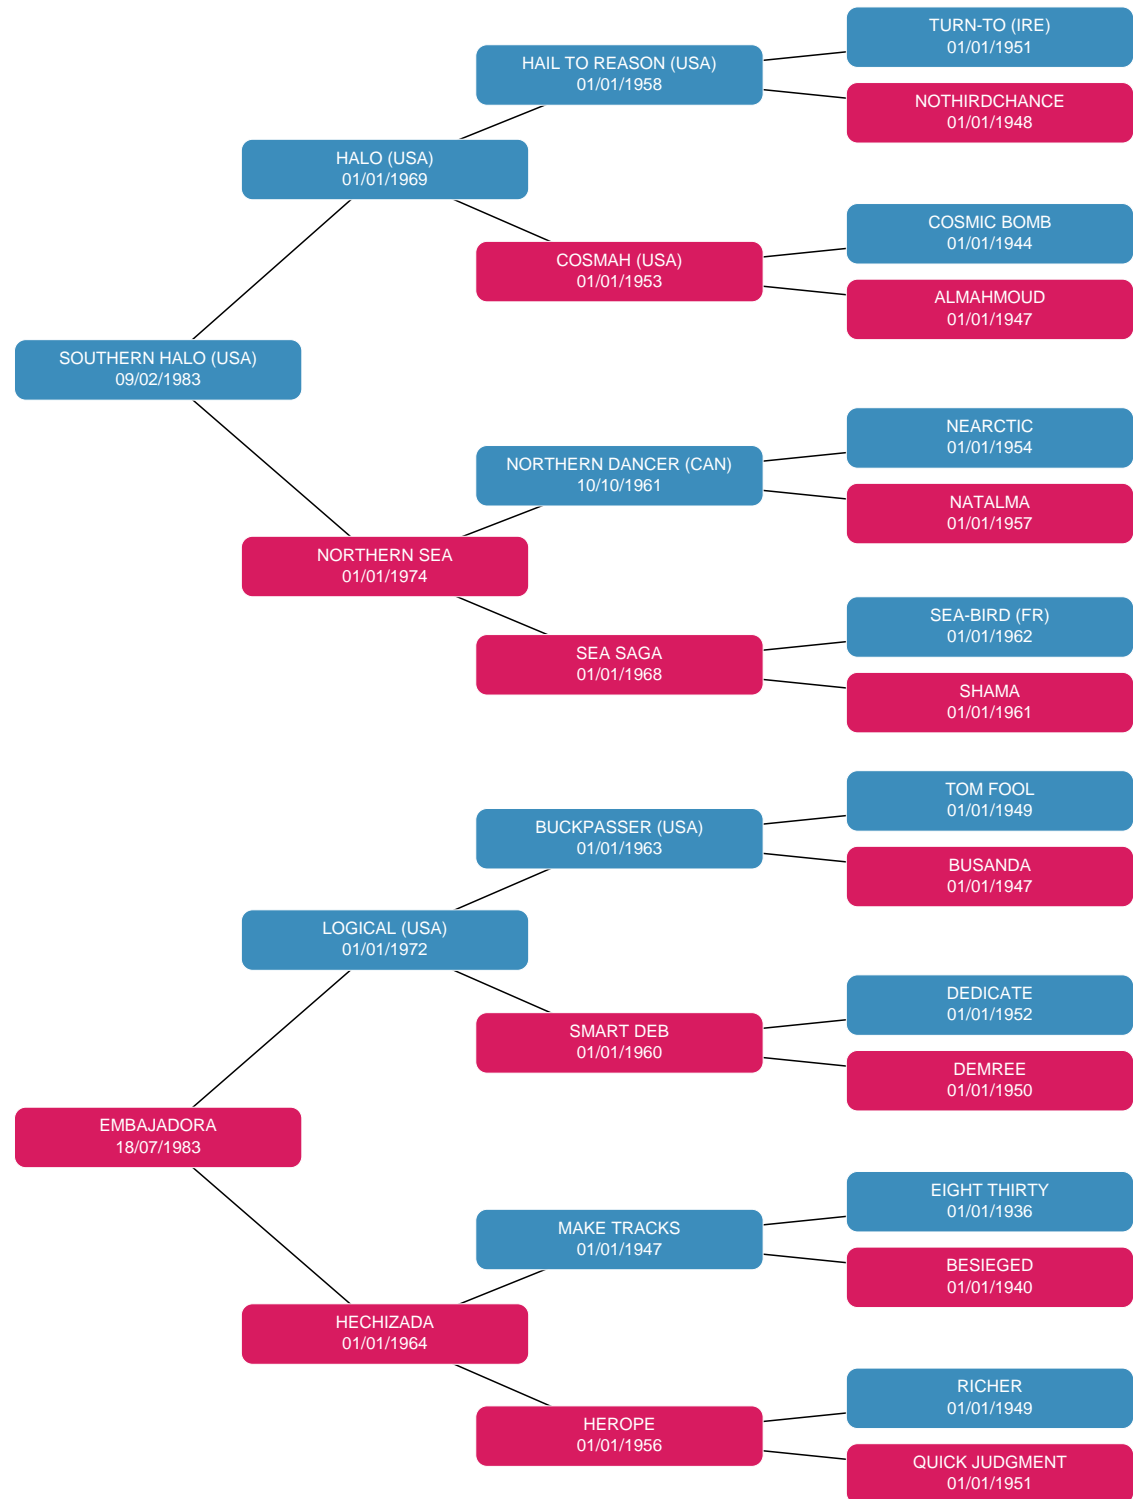 TURN-TO (IRE)
01/01/1951
HAIL TO REASON (USA)
01/01/1958
NOTHIRDCHANCE
01/01/1948
HALO (USA)
01/01/1969
COSMIC BOMB
01/01/1944
COSMAH (USA)
01/01/1953
ALMAHMOUD
01/01/1947
SOUTHERN HALO (USA)
09/02/1983
NEARCTIC
01/01/1954
NORTHERN DANCER (CAN)
10/10/1961
NATALMA
01/01/1957
NORTHERN SEA
01/01/1974
SEA-BIRD (FR)
01/01/1962
SEA SAGA
01/01/1968
SHAMA
01/01/1961
TOM FOOL
01/01/1949
BUCKPASSER (USA)
01/01/1963
BUSANDA
01/01/1947
LOGICAL (USA)
01/01/1972
DEDICATE
01/01/1952
SMART DEB
01/01/1960
DEMREE
01/01/1950
EMBAJADORA
18/07/1983
EIGHT THIRTY
01/01/1936
MAKE TRACKS
01/01/1947
BESIEGED
01/01/1940
HECHIZADA
01/01/1964
RICHER
01/01/1949
HEROPE
01/01/1956
QUICK JUDGMENT
01/01/1951